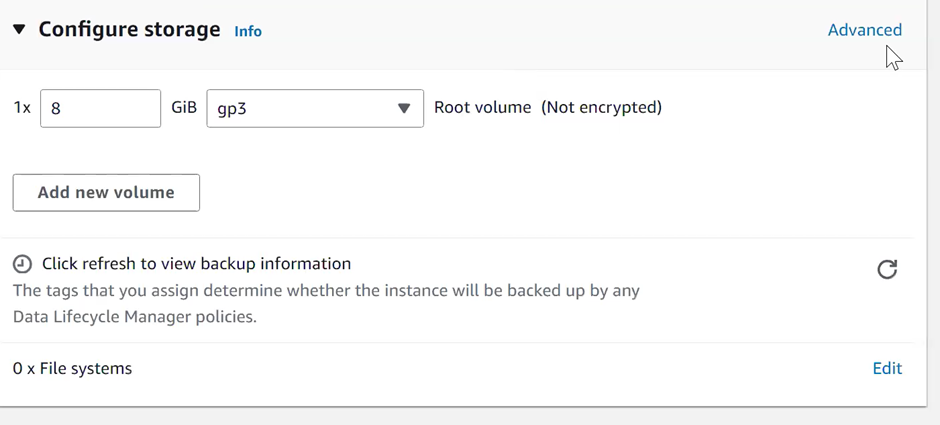 Configure storage Info Advanced
1x 8 GiB gp3 Root volume (Not encrypted)
Add new volume
Click refresh to view backup information
The tags that you assign determine whether the instance will be backed up by any
Data Lifecycle Manager policies.
0 x File systems Edit